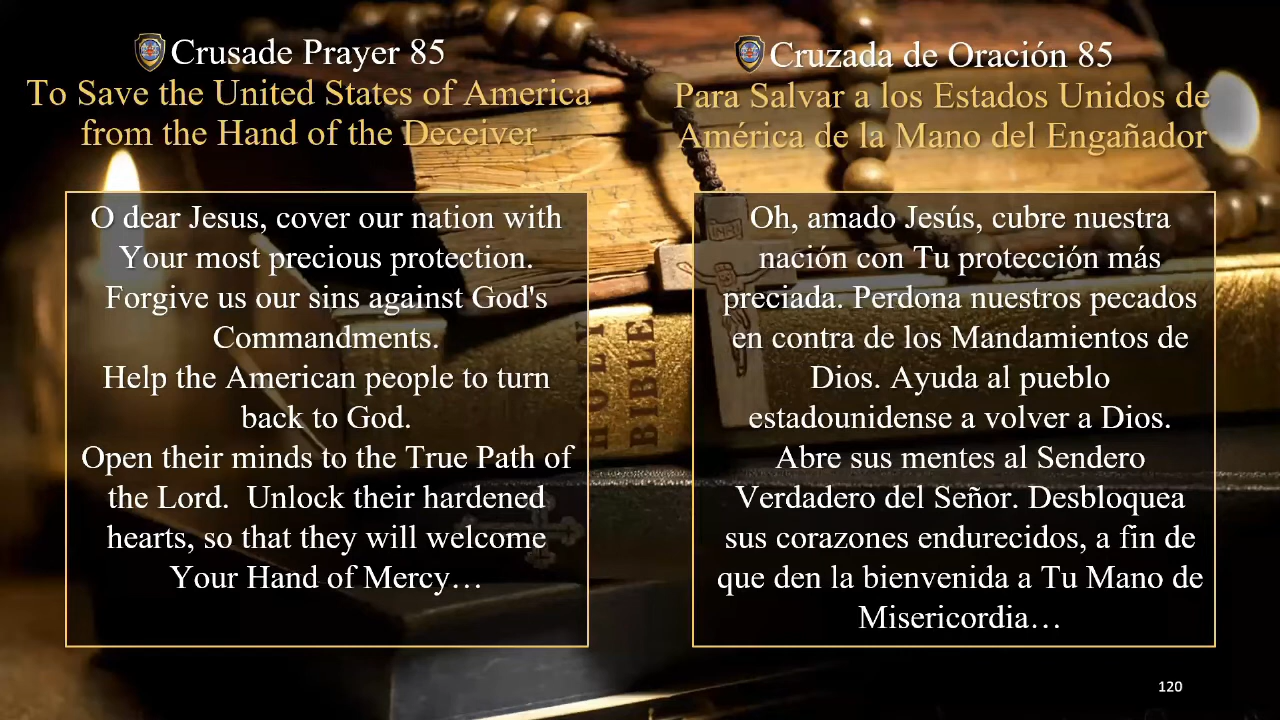 Crusade Prayer 85
To Save the United States of America
from the Hand of the Deceiver
O dear Jesus, cover our nation with
Your most precious protection.
Forgive us our sins against God's
Commandments.
Help the American people to turn
back to God.
Open their minds to the True Path of
the Lord.  Unlock their hardened
hearts, so that they will welcome
Your Hand of Mercy…
Cruzada de Oración 85
Para Salvar a los Estados Unidos de
América de la Mano del Engañador
Oh, amado Jesús, cubre nuestra
nación con Tu protección más
preciada. Perdona nuestros pecados
en contra de los Mandamientos de
Dios. Ayuda al pueblo
estadounidense a volver a Dios.
Abre sus mentes al Sendero
Verdadero del Señor. Desbloquea
sus corazones endurecidos, a fin de
que den la bienvenida a Tu Mano de
Misericordia…
HOLY
BIBLE
INRI
120